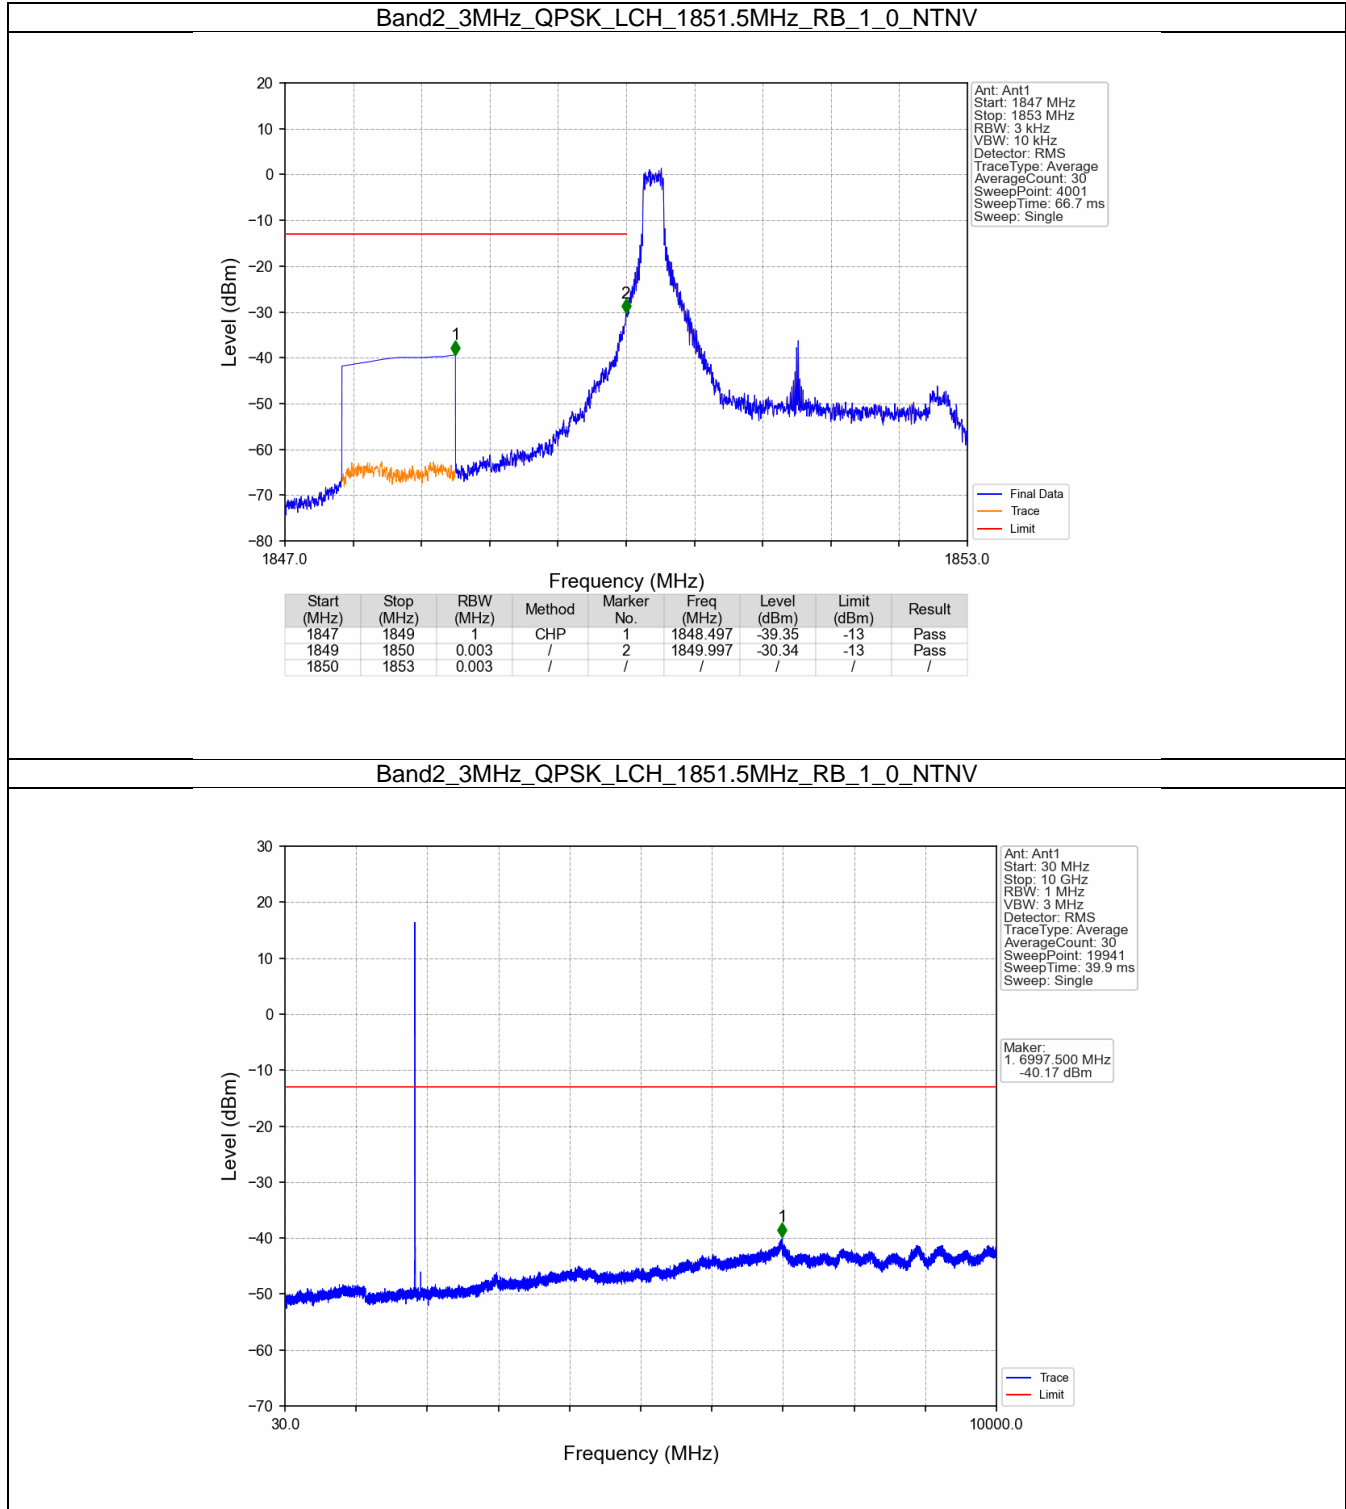 Band2_3MHz_QPSK_LCH_1851.5MHz_RB_1_0_NTNV
20
10
0
−10
−20
−30
−40
−50
−60
−70
−80
Level (dBm)
1
2
1847.0
1853.0
Frequency (MHz)
Ant: Ant1
Start: 1847 MHz
Stop: 1853 MHz
RBW: 3 kHz
VBW: 10 kHz
Detector: RMS
TraceType: Average
AverageCount: 30
SweepPoint: 4001
SweepTime: 66.7 ms
Sweep: Single
Final Data
Trace
Limit
Start (MHz) Stop (MHz) RBW (MHz) Method Marker No. Freq (MHz) Level (dBm) Limit (dBm) Result
1847 1849 1 CHP 1 1848.497 -39.35 -13 Pass
1849 1850 0.003 / 2 1849.997 -30.34 -13 Pass
1850 1853 0.003 / / / / / /
Band2_3MHz_QPSK_LCH_1851.5MHz_RB_1_0_NTNV
30
20
10
0
−10
−20
−30
−40
−50
−60
−70
Level (dBm)
1
30.0
10000.0
Frequency (MHz)
Ant: Ant1
Start: 30 MHz
Stop: 10 GHz
RBW: 1 MHz
VBW: 3 MHz
Detector: RMS
TraceType: Average
AverageCount: 30
SweepPoint: 19941
SweepTime: 39.9 ms
Sweep: Single
Maker:
1. 6997.500 MHz
-40.17 dBm
Trace
Limit